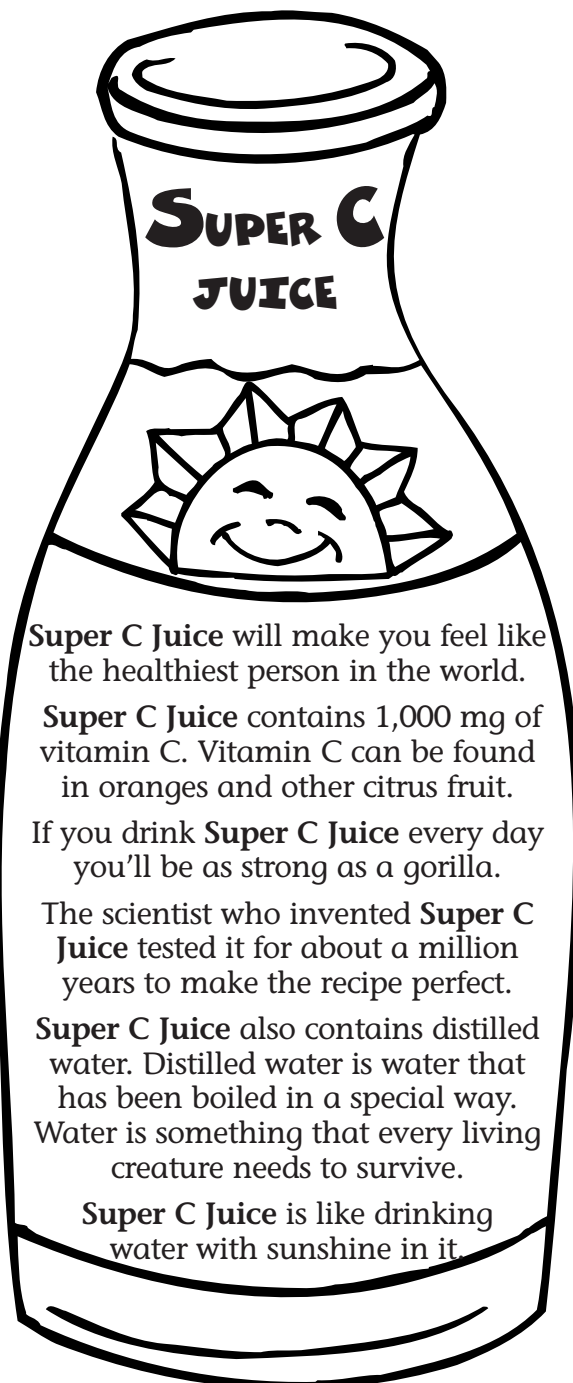 SUPER C
JUICE
Super C Juice will make you feel like
the healthiest person in the world.
Super C Juice contains 1,000 mg of
vitamin C. Vitamin C can be found
in oranges and other citrus fruit.
If you drink Super C Juice every day
you'll be as strong as a gorilla.
The scientist who invented Super C
Juice tested it for about a million
years to make the recipe perfect.
Super C Juice also contains distilled
water. Distilled water is water that
has been boiled in a special way.
Water is something that every living
creature needs to survive.
Super C Juice is like drinking
water with sunshine in it.